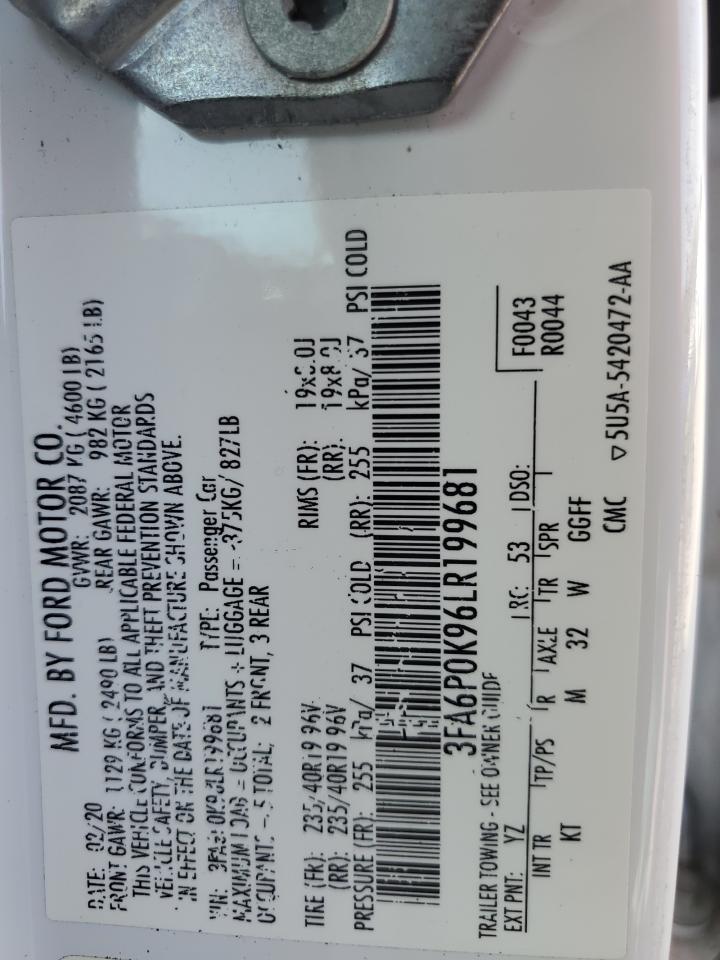 MFD. BY FORD MOTOR CO.
DATE: 02/20 GVWR: 2087 KG ( 4600 LB)
FRONT GAWR: 1129 KG ( 2490 LB) REAR GAWR: 982 KG ( 2165 LB)
THIS VEHICLE CONFORMS TO ALL APPLICABLE FEDERAL MOTOR
VEHICLE SAFETY, BUMPER, AND THEFT PREVENTION STANDARDS
IN EFFECT ON THE DATE OF MANUFACTURE SHOWN ABOVE.
VIN: 3FA6P0K96LR199681 TYPE: Passenger Car
MAXIMUM LOAD = OCCUPANTS + LUGGAGE = 375KG/ 827LB
OCCUPANTS = 5 TOTAL; 2 FRONT, 3 REAR
TIRE (FR): 235/40R19 96V RIMS (FR): 19x8.0J
(RR): 235/40R19 96V (RR): 19x8.0J
PRESSURE (FR): 255 kPa/ 37 PSI COLD (RR): 255 kPa/ 37 PSI COLD
3FA6P0K96LR199681
TRAILER TOWING - SEE OWNER GUIDE
EXT PNT: YZ RC: 53 DSO: F0043
R0044
INT TR TP/PS R AXLE TR SPR
KT M 32 W GGFF
CMC ▽5U5A-5420472-AA